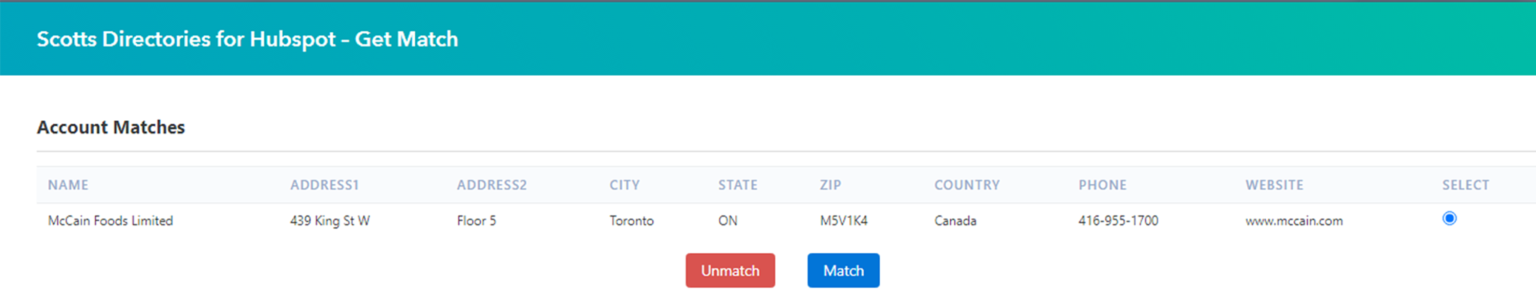 Scotts Directories for Hubspot – Get Match
Account Matches
NAME ADDRESS1 ADDRESS2 CITY STATE ZIP COUNTRY PHONE WEBSITE SELECT
McCain Foods Limited 439 King St W Floor 5 Toronto ON M5V1K4 Canada 416-955-1700 www.mccain.com
Unmatch Match